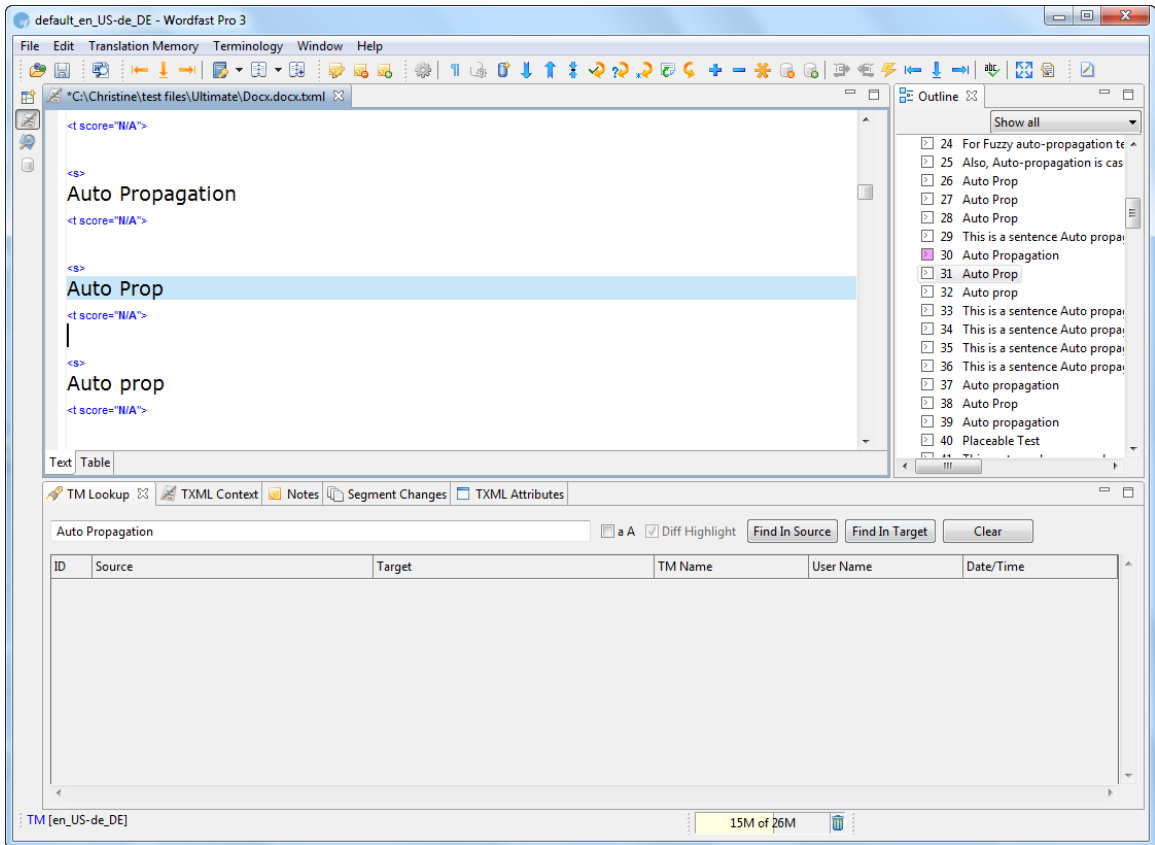 default_en_US-de_DE - Wordfast Pro 3
File Edit Translation Memory Terminology Window Help
*C:\Christine\test files\Ultimate\Docx.docx.txml
<t score="N/A">
<s>
Auto Propagation
<t score="N/A">
<s>
Auto Prop
<t score="N/A">
<s>
Auto prop
<t score="N/A">
Text Table
Outline
Show all
24 For Fuzzy auto-propagation te
25 Also, Auto-propagation is cas
26 Auto Prop
27 Auto Prop
28 Auto Prop
29 This is a sentence Auto propa
30 Auto Propagation
31 Auto Prop
32 Auto prop
33 This is a sentence Auto propa
34 This is a sentence Auto propa
35 This is a sentence Auto propa
36 This is a sentence Auto propa
37 Auto propagation
38 Auto Prop
39 Auto propagation
40 Placeable Test
TM Lookup TXML Context Notes Segment Changes TXML Attributes
Auto Propagation a A Diff Highlight Find In Source Find In Target Clear
ID Source Target TM Name User Name Date/Time
TM [en_US-de_DE] 15M of 26M